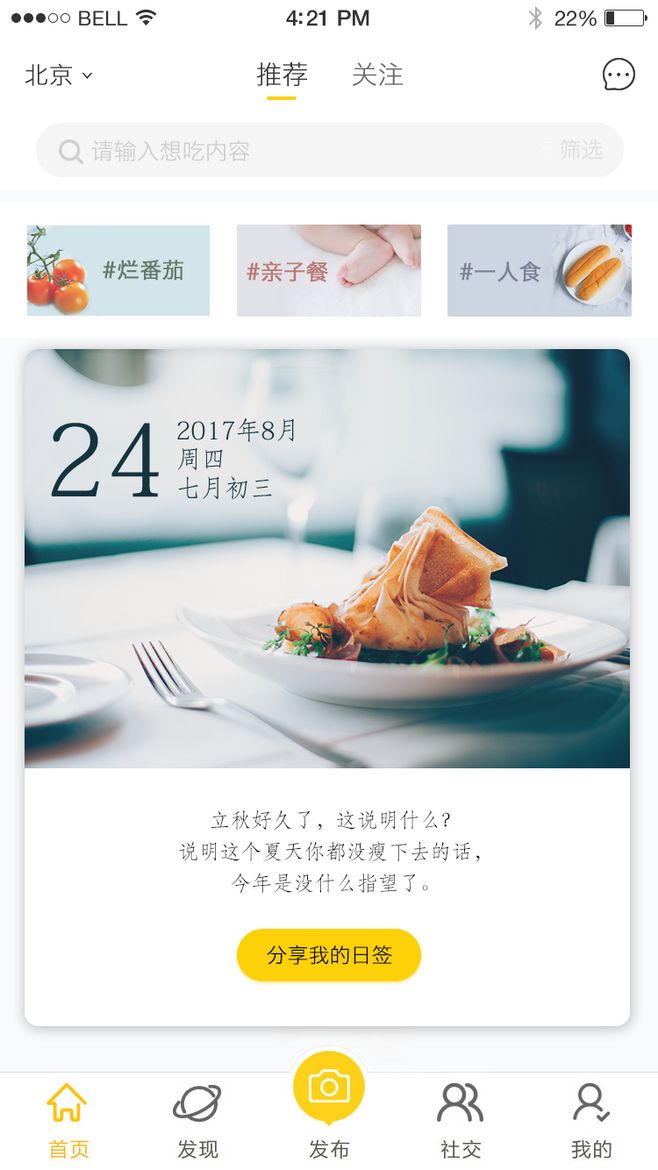 BELL 4:21 PM 22%
北京 推荐 关注
请输入想吃内容 筛选
#烂番茄 #亲子餐 #一人食
24
2017年8月
周四
七月初三
立秋好久了，这说明什么？
说明这个夏天你都没瘦下去的话，
今年是没什么指望了。
分享我的日签
首页 发现 发布 社交 我的